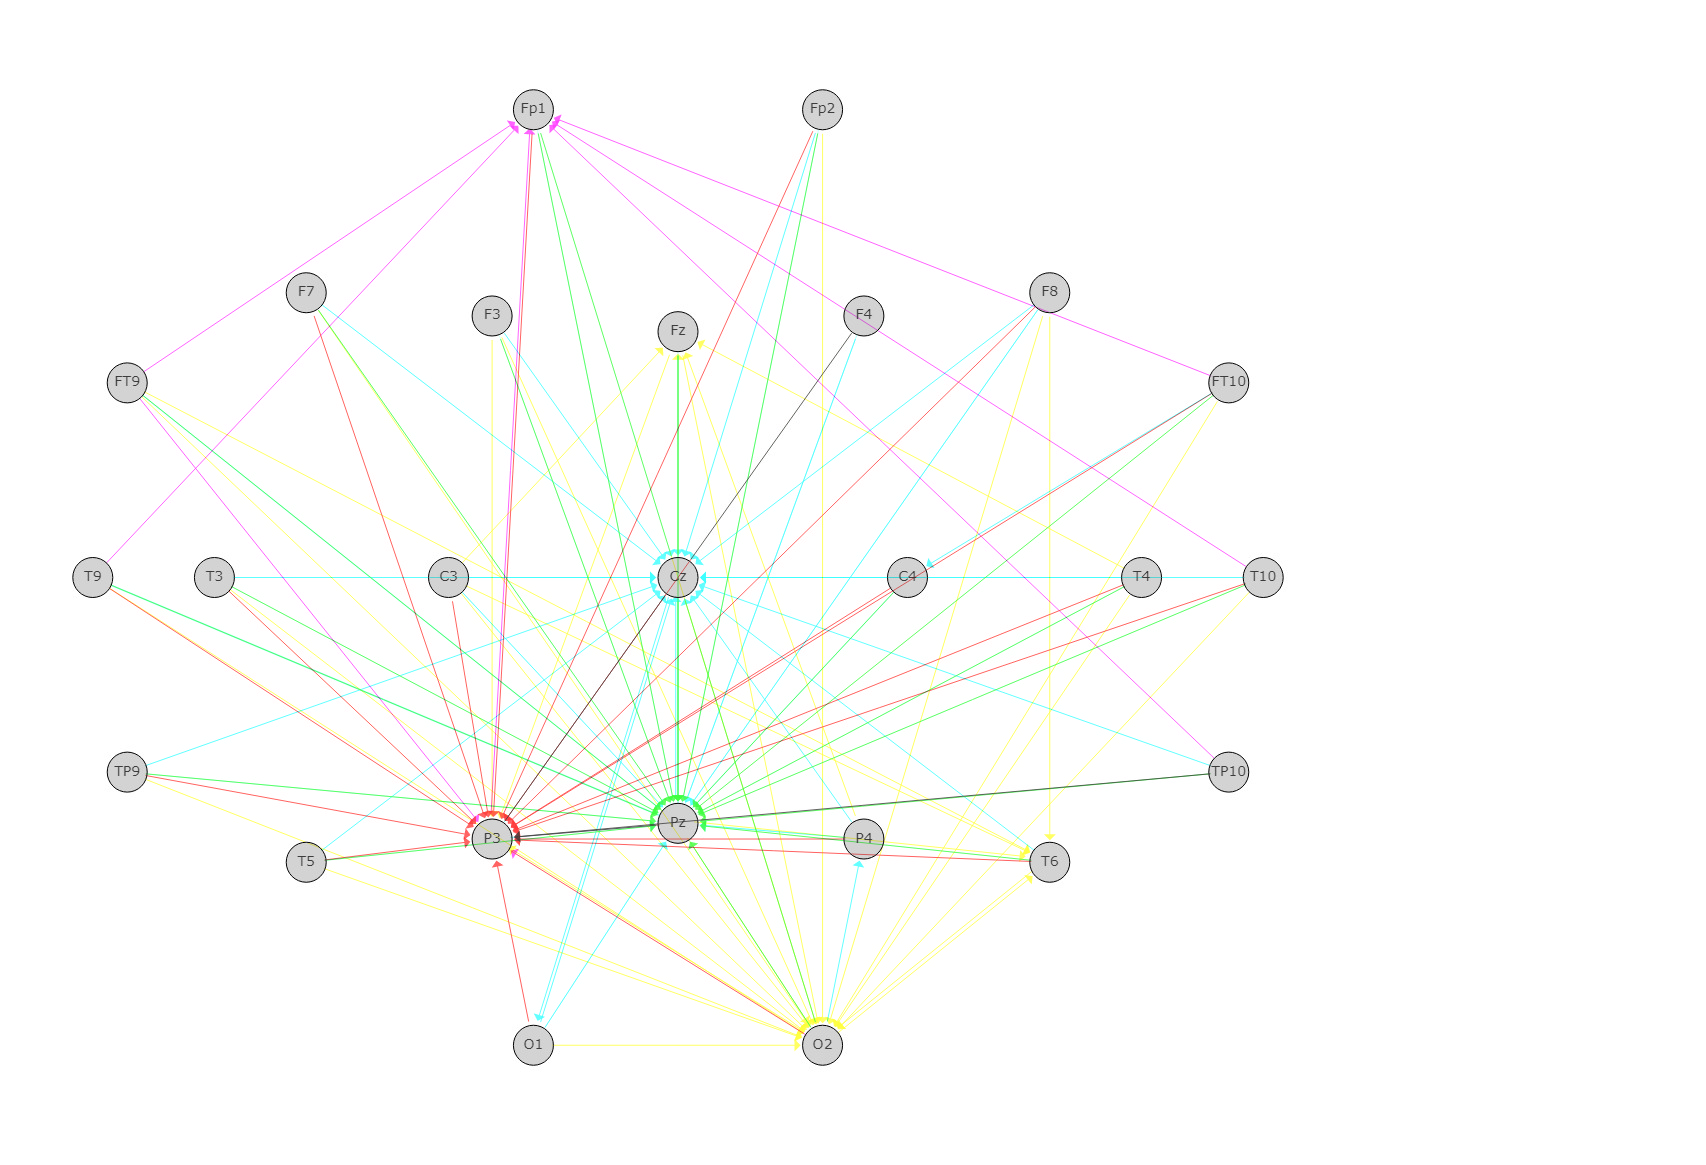 Fp1 Fp2
F7 F3 Fz F4 F8
FT9 FT10
T9 T3 C3 Cz C4 T4 T10
TP9 TP10
T5 P3 Pz P4 T6
O1 O2